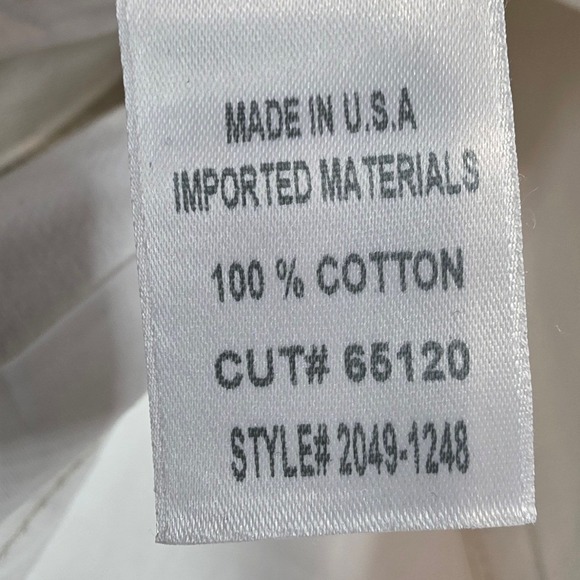 MADE IN U.S.A
IMPORTED MATERIALS
100 % COTTON
CUT# 65120
STYLE# 2049-1248